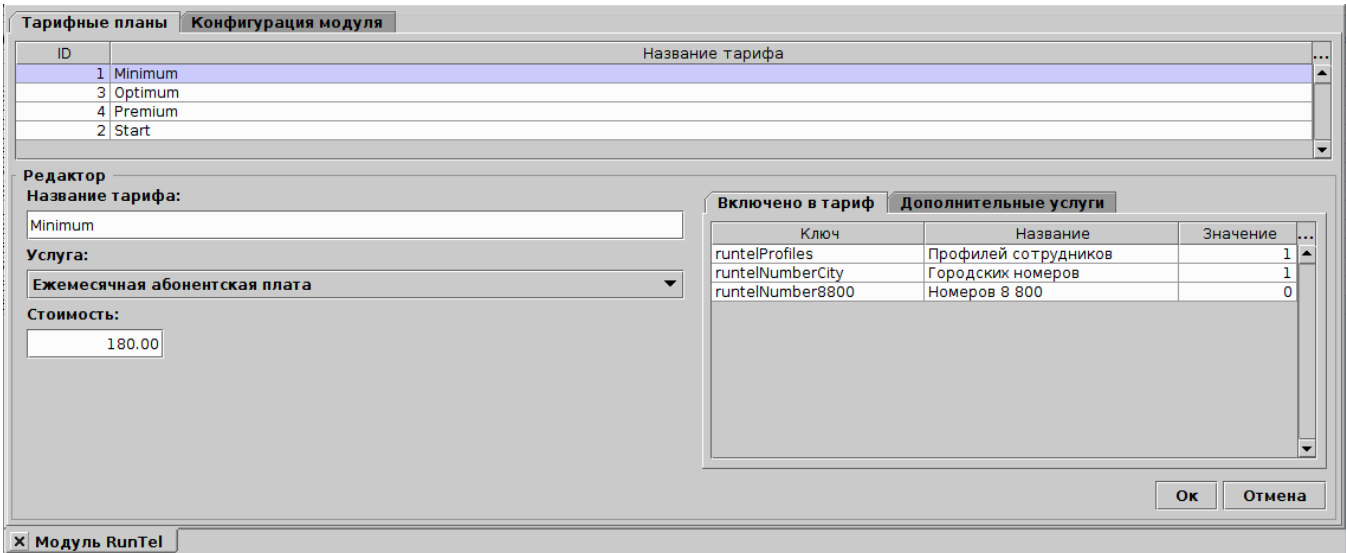 Тарифные планы Конфигурация модуля
ID Название тарифа ...
1 Minimum
3 Optimum
4 Premium
2 Start
Редактор
Название тарифа:
Minimum
Услуга:
Ежемесячная абонентская плата
Стоимость:
180.00
Включено в тариф Дополнительные услуги
Ключ Название Значение ...
runtelProfiles Профилей сотрудников 1
runtelNumberCity Городских номеров 1
runtelNumber8800 Номеров 8 800 0
Ок Отмена
Модуль RunTel